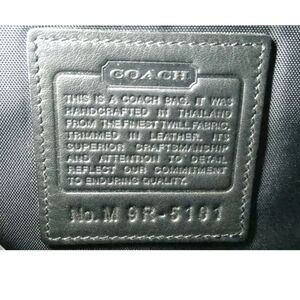 COACH
THIS IS A COACH BAG. IT WAS
HANDCRAFTED IN THAILAND
FROM THE FINEST TWILL FABRIC,
TRIMMED IN LEATHER. ITS
SUPERIOR CRAFTSMANSHIP
AND ATTENTION TO DETAIL
REFLECT OUR COMMITMENT
TO ENDURING QUALITY.
No. M 9R-5191